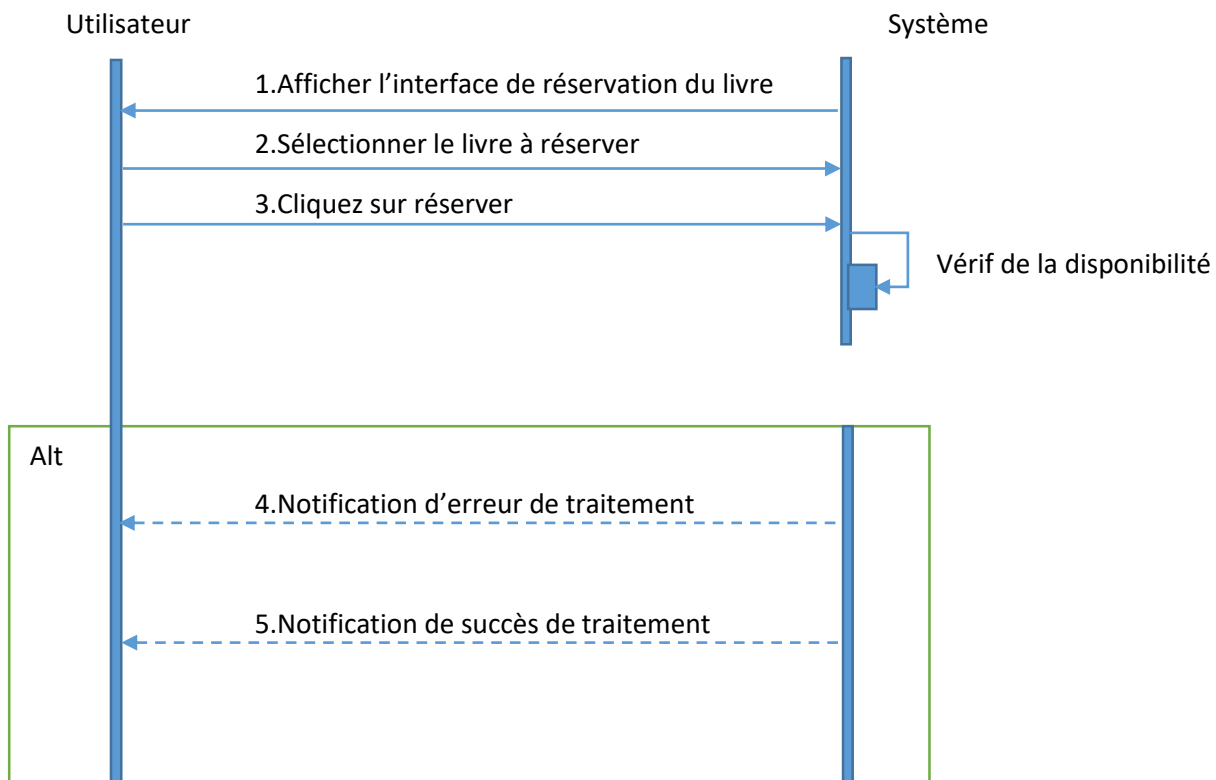 Utilisateur
Système
1.Afficher l’interface de réservation du livre
2.Sélectionner le livre à réserver
3.Cliquez sur réserver
Vérif de la disponibilité
Alt
4.Notification d’erreur de traitement
5.Notification de succès de traitement